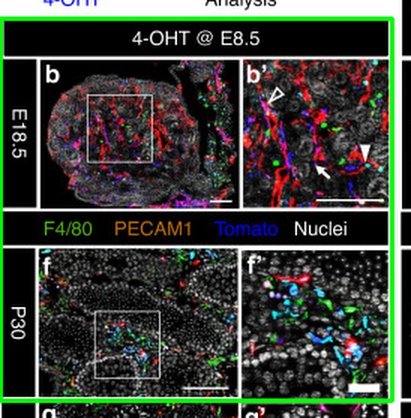 4-OHT Analysis
4-OHT @ E8.5
E18.5
b
b'
F4/80 PECAM1 Tomato Nuclei
P30
f
f'
g
g'